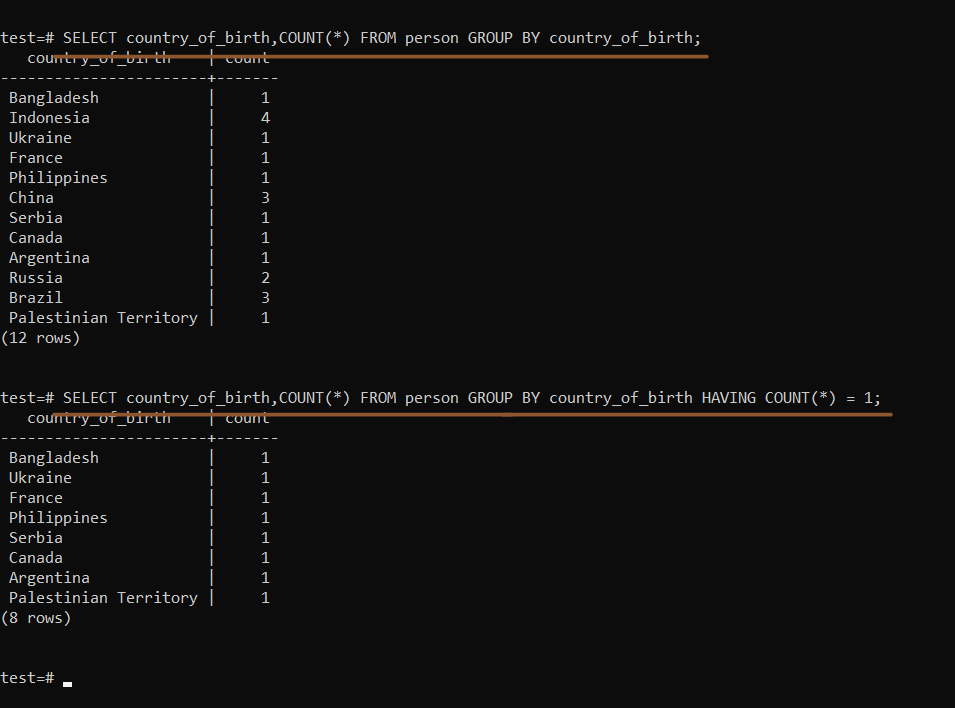 test=# SELECT country_of_birth,COUNT(*) FROM person GROUP BY country_of_birth;
country_of_birth | count
-----------------------+-------
Bangladesh | 1
Indonesia | 4
Ukraine | 1
France | 1
Philippines | 1
China | 3
Serbia | 1
Canada | 1
Argentina | 1
Russia | 2
Brazil | 3
Palestinian Territory | 1
(12 rows)
test=# SELECT country_of_birth,COUNT(*) FROM person GROUP BY country_of_birth HAVING COUNT(*) = 1;
country_of_birth | count
-----------------------+-------
Bangladesh | 1
Ukraine | 1
France | 1
Philippines | 1
Serbia | 1
Canada | 1
Argentina | 1
Palestinian Territory | 1
(8 rows)
test=#